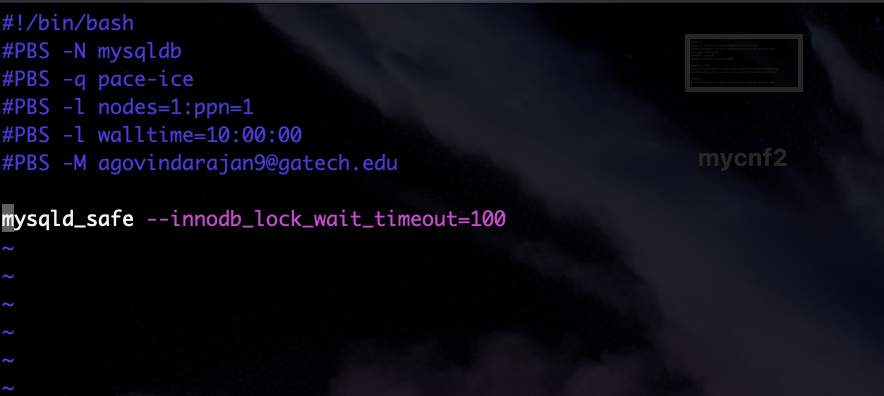 #!/bin/bash
#PBS -N mysqldb
#PBS -q pace-ice
#PBS -l nodes=1:ppn=1
#PBS -l walltime=10:00:00
#PBS -M agovindarajan9@gatech.edu
mycnf2
mysqld_safe --innodb_lock_wait_timeout=100
~
~
~
~
~
~